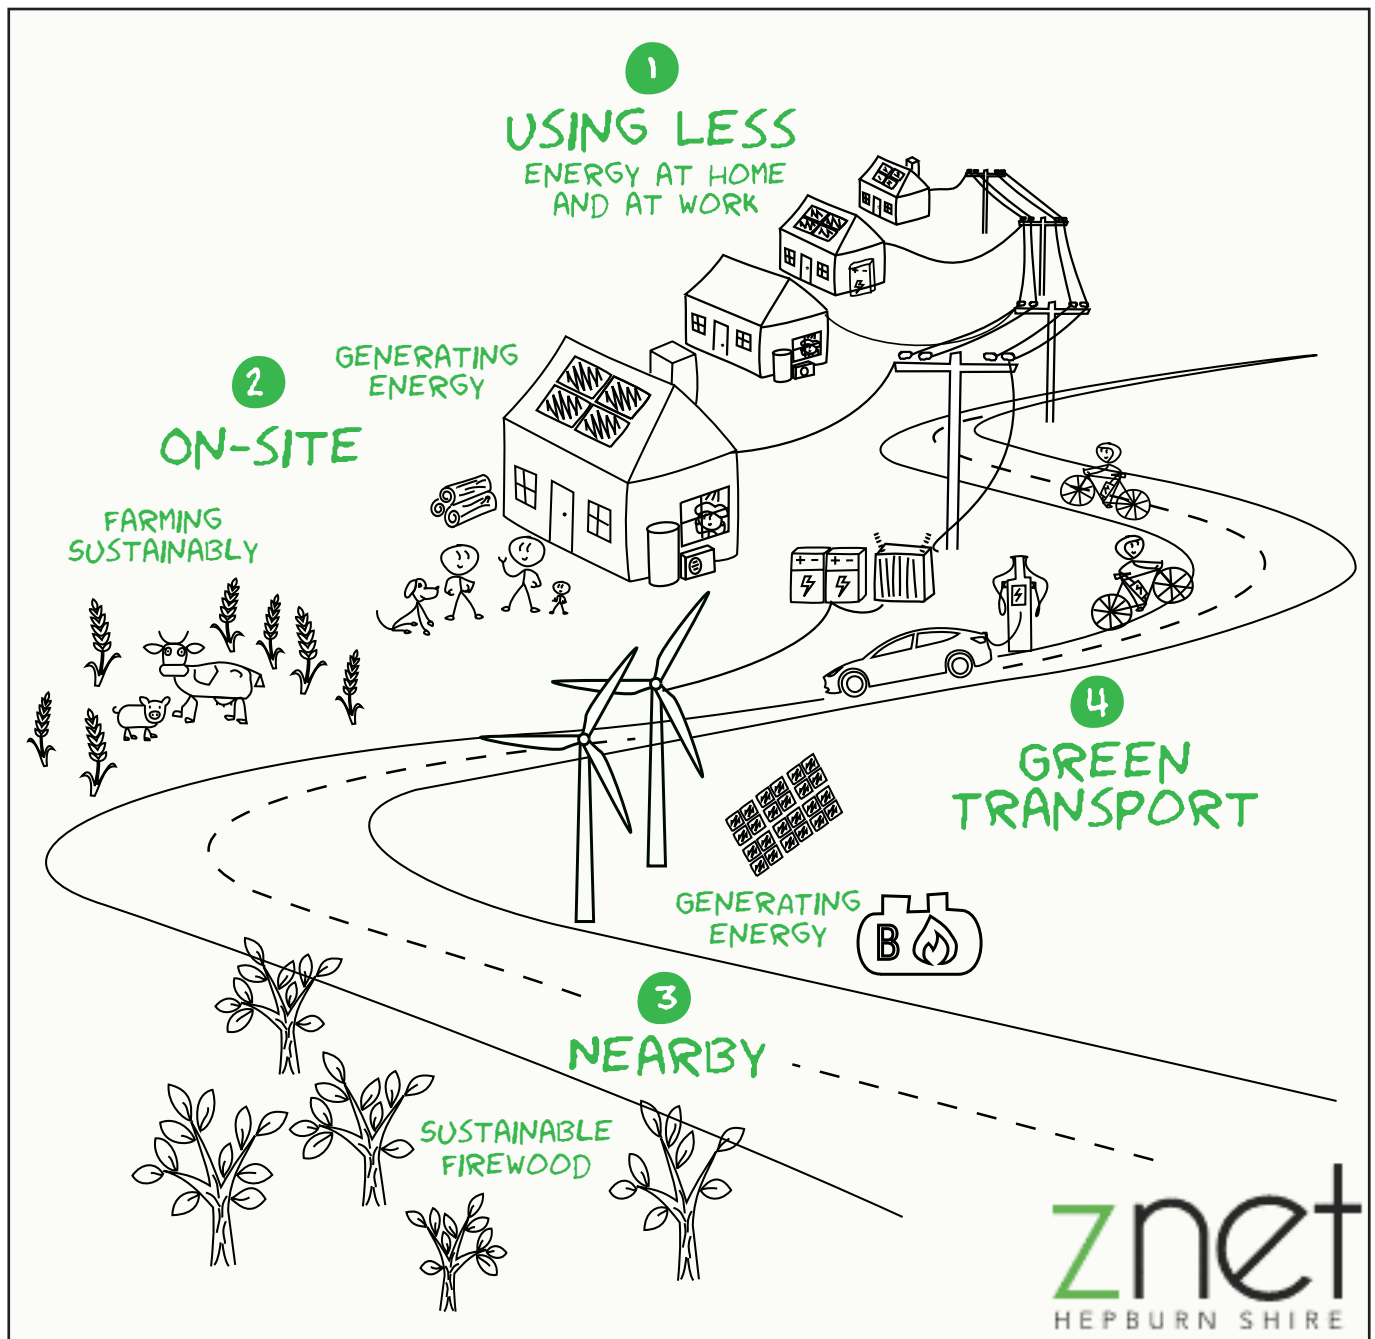 1
USING LESS
ENERGY AT HOME
AND AT WORK
2
GENERATING
ENERGY
ON-SITE
FARMING
SUSTAINABLY
4
GREEN
TRANSPORT
GENERATING
ENERGY
B
3
NEARBY
SUSTAINABLE
FIREWOOD
znet
HEPBURN SHIRE